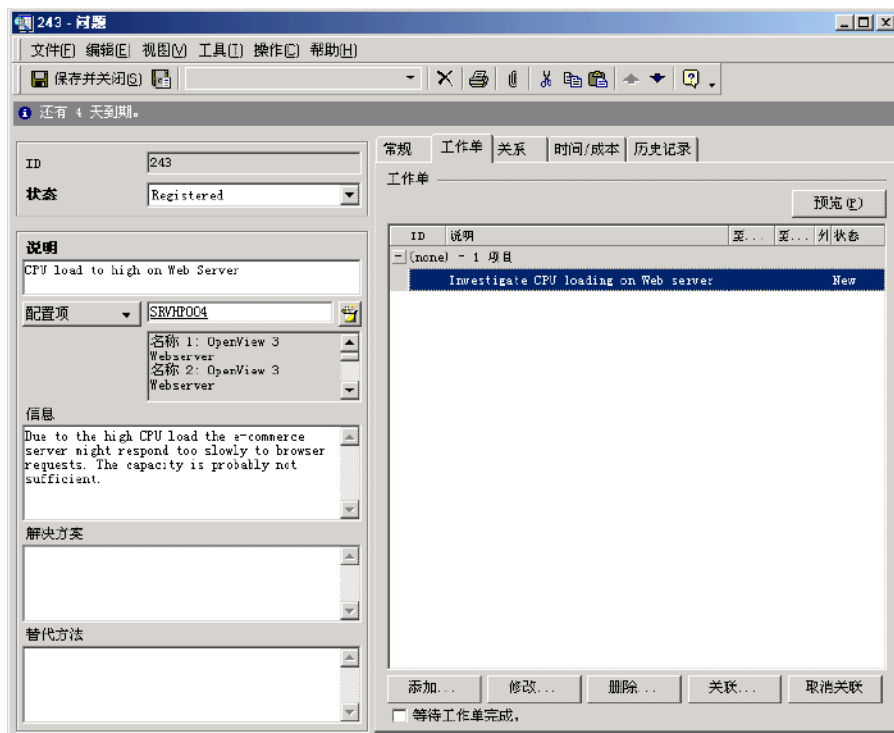 243 - 问题
文件(F) 编辑(E) 视图(V) 工具(T) 操作(C) 帮助(H)
保存并关闭(S)
还有 4 天到期。
ID 243
状态 Registered
说明
CPU load to high on Web Server
配置项 SRVHP004
名称 1: OpenView 3
Webserver
名称 2: OpenView 3
Webserver
信息
Due to the high CPU load the e-commerce
server might respond too slowly to browser
requests. The capacity is probably not
sufficient.
解决方案
替代方法
常规 工作单 关系 时间/成本 历史记录
工作单
预览(P)
ID 说明 至... 至... 外 状态
(none) - 1 项目
Investigate CPU loading on Web server New
添加... 修改... 删除... 关联... 取消关联
等待工作单完成。